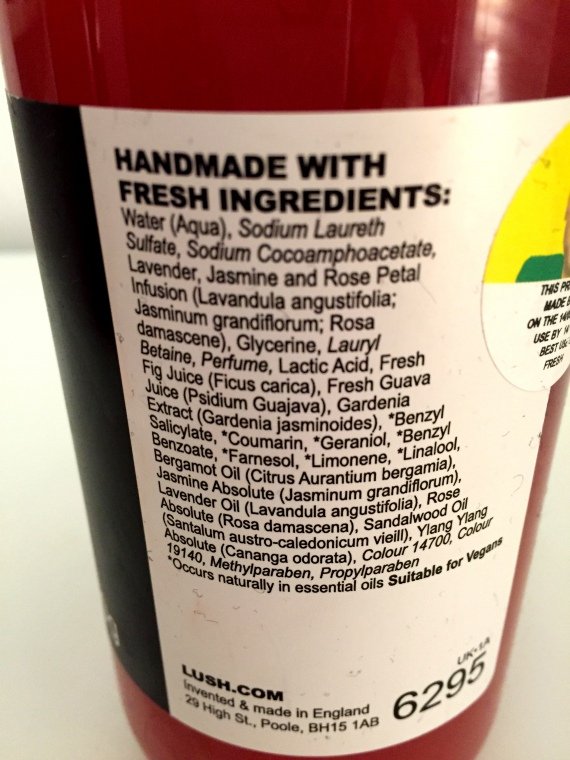 HANDMADE WITH
FRESH INGREDIENTS:
Water (Aqua), Sodium Laureth
Sulfate, Sodium Cocoamphoacetate,
Lavender, Jasmine and Rose Petal
Infusion (Lavandula angustifolia;
Jasminum grandiflorum; Rosa
damascene), Glycerine, Lauryl
Betaine, Perfume, Lactic Acid, Fresh
Fig Juice (Ficus carica), Fresh Guava
Juice (Psidium Guajava), Gardenia
Extract (Gardenia jasminoides), *Benzyl
Salicylate, *Coumarin, *Geraniol, *Benzyl
Benzoate, *Farnesol, *Limonene, *Linalool,
Bergamot Oil (Citrus Aurantium bergamia),
Jasmine Absolute (Jasminum grandiflorum),
Lavender Oil (Lavandula angustifolia), Rose
Absolute (Rosa damascena), Sandalwood Oil
(Santalum austro-caledonicum vieill), Ylang Ylang
Absolute (Cananga odorata), Colour 14700, Colour
19140, Methylparaben, Propylparaben
*Occurs naturally in essential oils Suitable for Vegans
LUSH.COM
Invented & made in England
29 High St., Poole, BH15 1AB
UK-1A
6295
THIS
MADE
ON THE
USE BY
BEST
FRESH